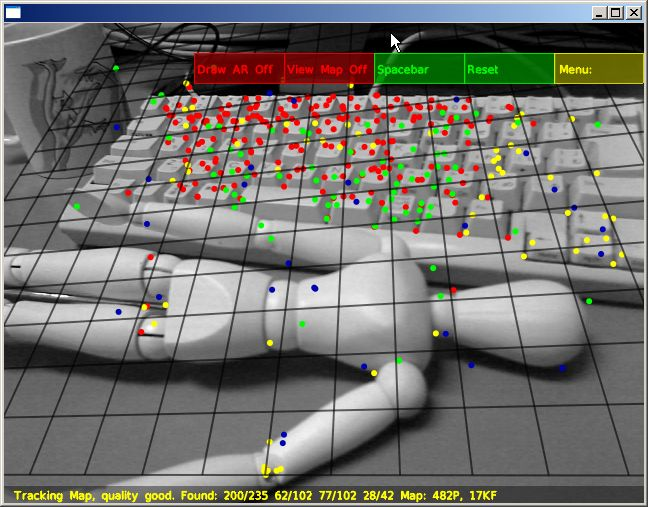 Draw AR Off View Map Off Spacebar Reset Menu:
Tracking Map, quality good. Found: 200/235 62/102 77/102 28/42 Map: 482P, 17KF